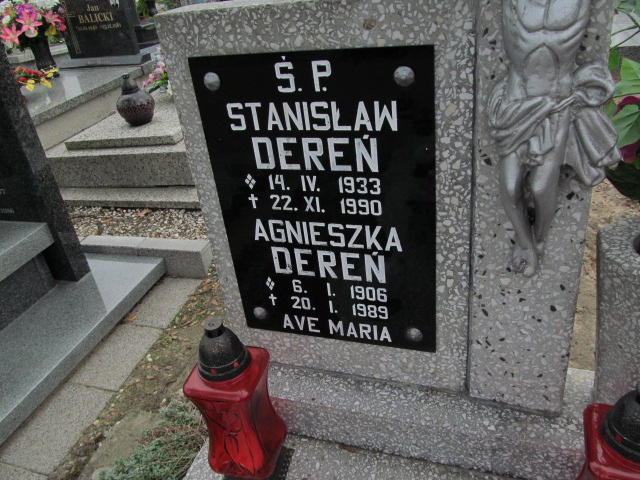 Jan
BALICKI
Ś. P.
STANISŁAW
DEREŃ
14. IV. 1933
22. XI. 1990
AGNIESZKA
DEREŃ
6. I. 1906
20. I. 1989
AVE MARIA